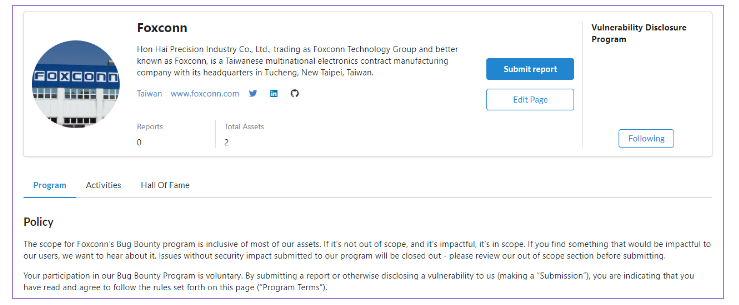 Foxconn
Hon Hai Precision Industry Co., Ltd., trading as Foxconn Technology Group and better
known as Foxconn, is a Taiwanese multinational electronics contract manufacturing
company with its headquarters in Tucheng, New Taipei, Taiwan.
FOXCONN
Taiwan www.foxconn.com
Reports
Total Assets
0
2
Submit report
Edit Page
Vulnerability Disclosure
Program
Following
Program Activities Hall Of Fame
Policy
The scope for Foxconn's Bug Bounty program is inclusive of most of our assets. If it's not out of scope, and it's impactful, it's in scope. If you find something that would be impactful to
our users, we want to hear about it. Issues without security impact submitted to our program will be closed out - please review our out of scope section before submitting.
Your participation in our Bug Bounty Program is voluntary. By submitting a report or otherwise disclosing a vulnerability to us (making a "Submission"), you are indicating that you
have read and agree to follow the rules set forth on this page ("Program Terms").